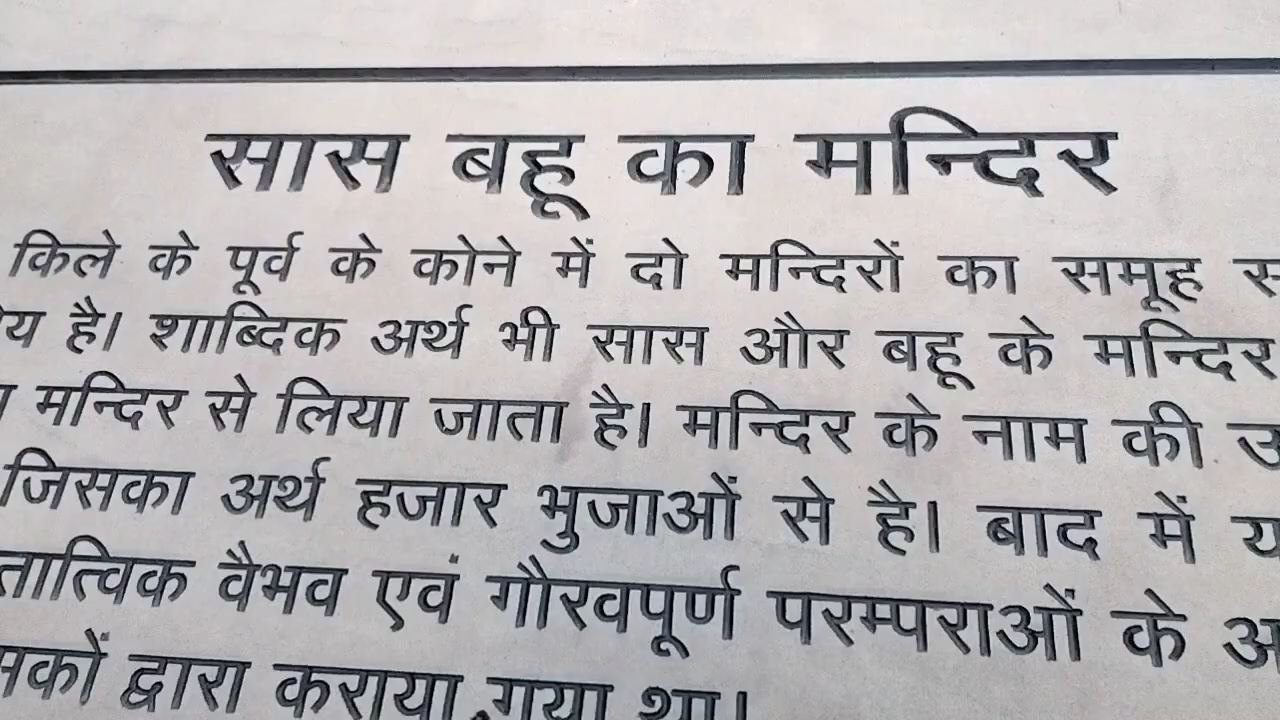 सास बहू का मन्दिर
किले के पूर्व के कोने में दो मन्दिरों का समूह
है। शाब्दिक अर्थ भी सास और बहू के मन्दिर
मन्दिर से लिया जाता है। मन्दिर के नाम की
जिसका अर्थ हजार भुजाओं से है। बाद में
वैभव एवं गौरवपूर्ण परम्पराओं के
द्वारा कराया गया था।